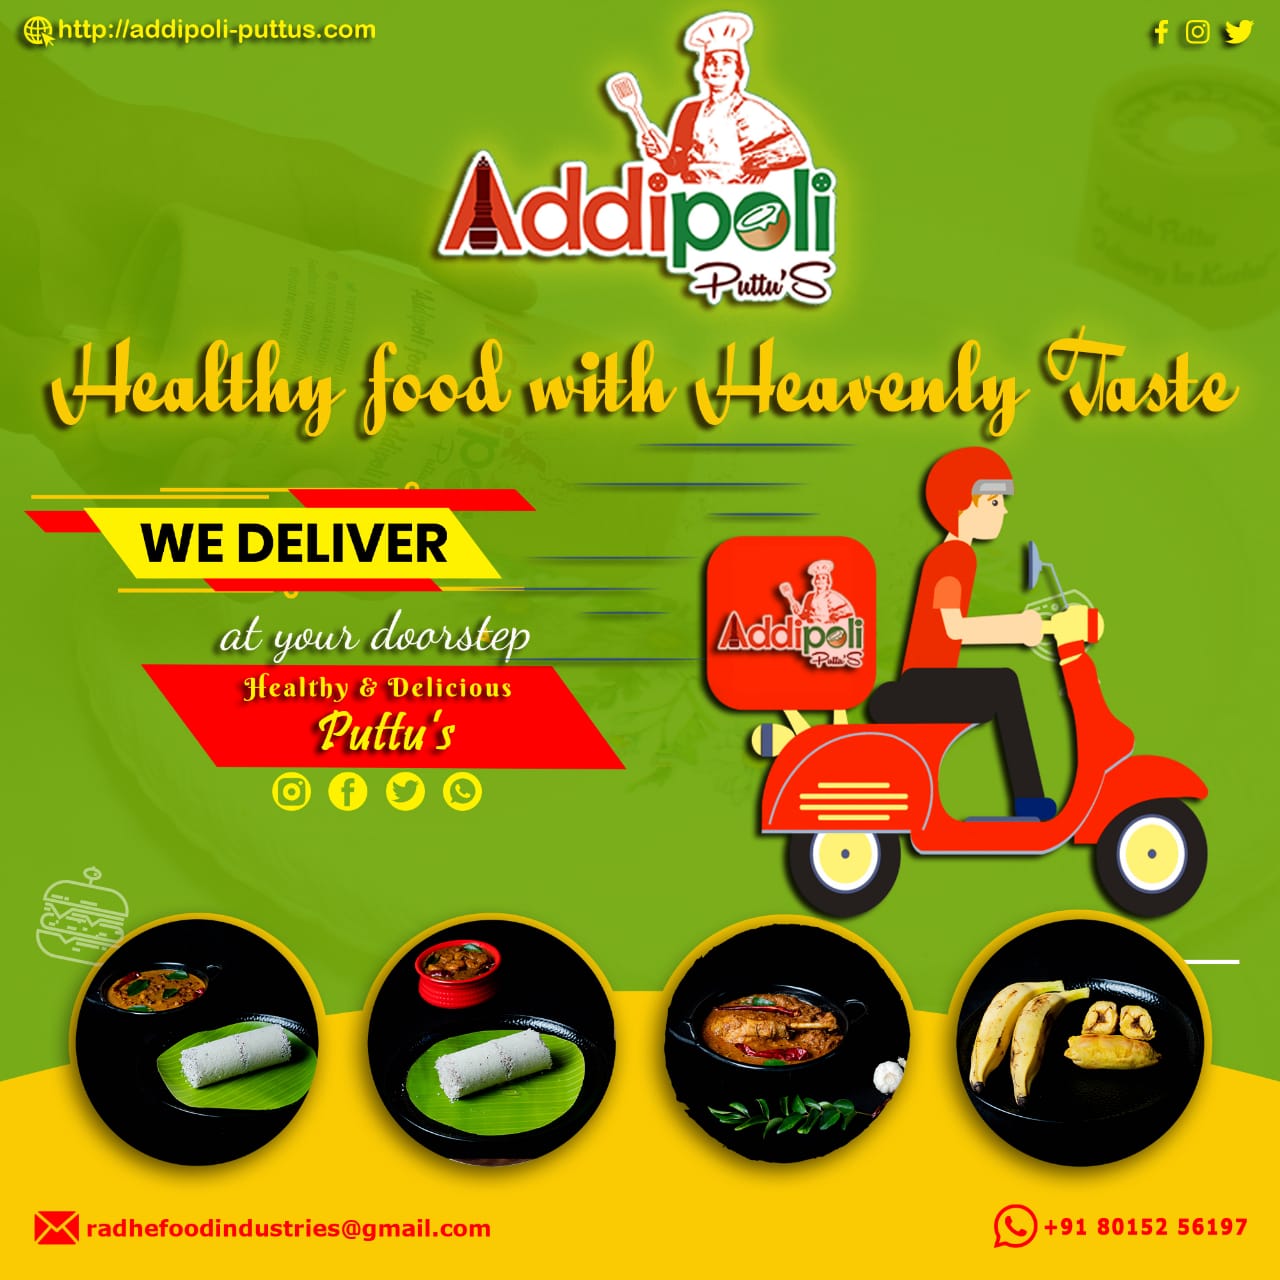 http://addipoli-puttus.com
Addipoli
Puttu'S
Healthy food with Heavenly Taste
WE DELIVER
at your doorstep
Healthy & Delicious
Puttu's
Addipoli
Puttu'S
radhefoodindustries@gmail.com
+91 80152 56197